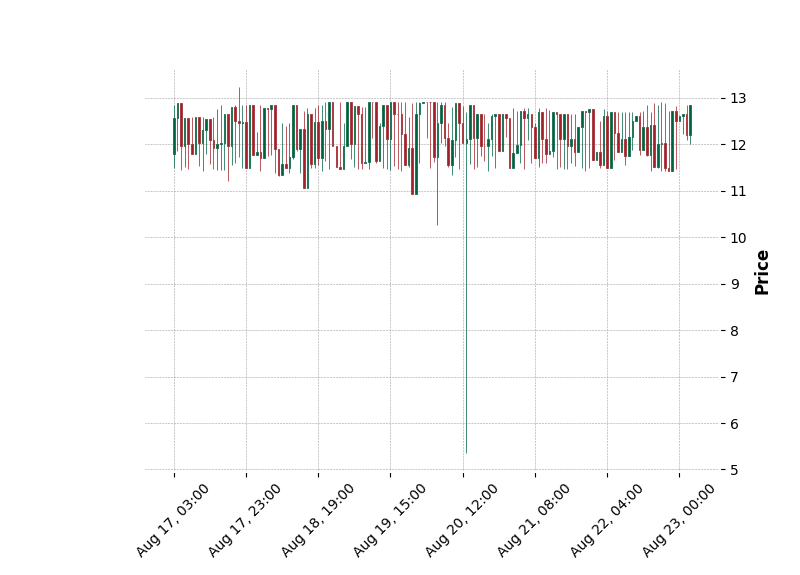 13
12
11
10
9
8
7
6
5
Price
Aug 17, 03:00
Aug 17, 23:00
Aug 18, 19:00
Aug 19, 15:00
Aug 20, 12:00
Aug 21, 08:00
Aug 22, 04:00
Aug 23, 00:00